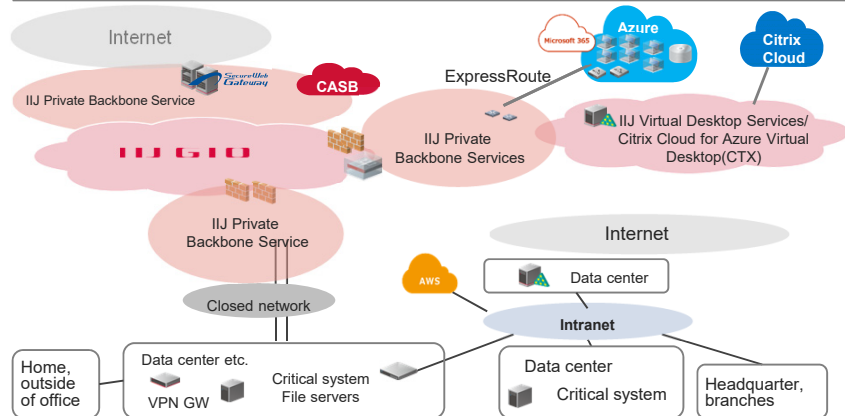 Internet
SecureWeb
Gateway
CASB
IIJ Private Backbone Service
IIJ GIO
Microsoft 365
Azure
Citrix
Cloud
ExpressRoute
IIJ Private
Backbone Services
IIJ Virtual Desktop Services/
Citrix Cloud for Azure Virtual
Desktop(CTX)
IIJ Private
Backbone Service
Internet
AWS
Data center
Closed network
Intranet
Home,
outside
of office
Data center etc.
VPN GW
Critical system
File servers
Data center
Critical system
Headquarter,
branches